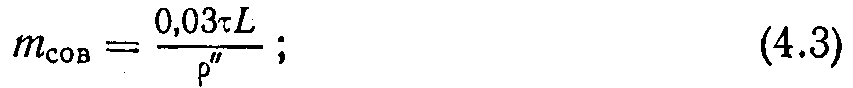 m_сов = 0,03τL / ρ″ ; (4.3)